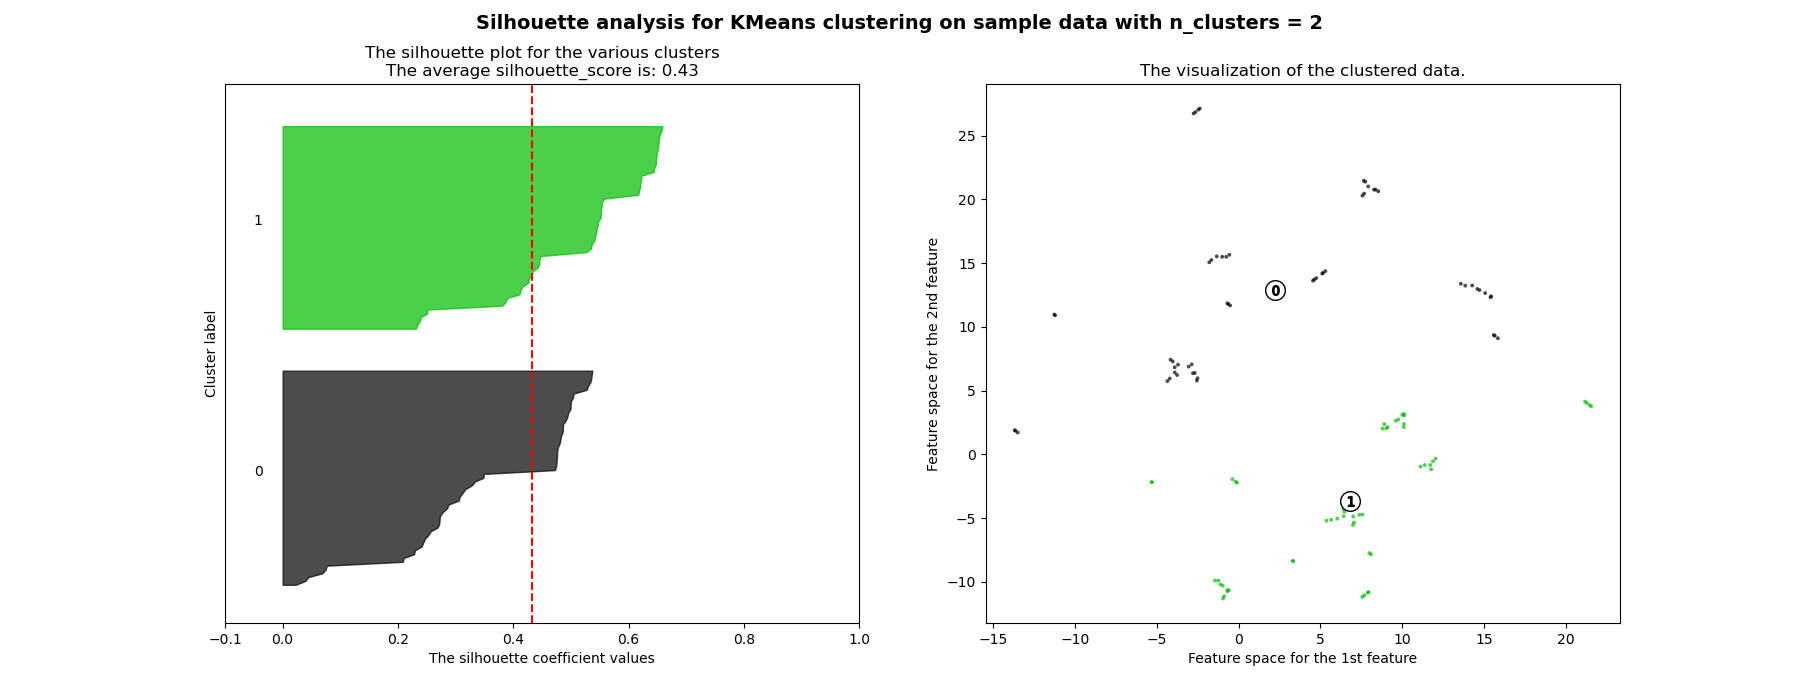 Silhouette analysis for KMeans clustering on sample data with n_clusters = 2
The silhouette plot for the various clusters
The average silhouette_score is: 0.43
Cluster label
1
0
−0.1 0.0 0.2 0.4 0.6 0.8 1.0
The silhouette coefficient values
The visualization of the clustered data.
Feature space for the 2nd feature
25
20
15
10
5
0
−5
−10
0
1
−15 −10 −5 0 5 10 15 20
Feature space for the 1st feature